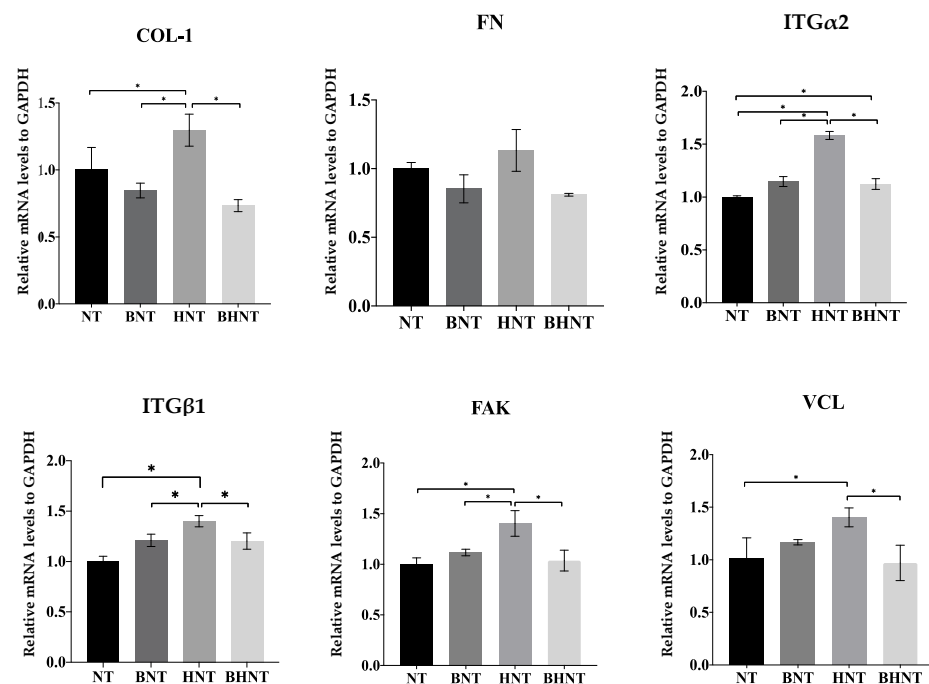 COL-1
Relative mRNA levels to GAPDH
1.5
*
* *
1.0
0.5
0.0
NT BNT HNT BHNT
FN
Relative mRNA levels to GAPDH
1.5
1.0
0.5
0.0
NT BNT HNT BHNT
ITGα2
Relative mRNA levels to GAPDH
2.0
*
*
* *
1.5
1.0
0.5
0.0
NT BNT HNT BHNT
ITGβ1
Relative mRNA levels to GAPDH
2.0
*
* *
1.5
1.0
0.5
0.0
NT BNT HNT BHNT
FAK
Relative mRNA levels to GAPDH
2.0
*
* *
1.5
1.0
0.5
0.0
NT BNT HNT BHNT
VCL
Relative mRNA levels to GAPDH
2.0
*
*
1.5
1.0
0.5
0.0
NT BNT HNT BHNT